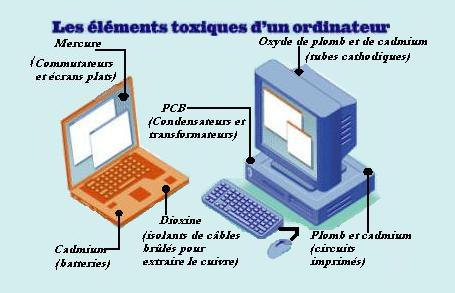 Les éléments toxiques d'un ordinateur
Mercure
(Commutateurs
et écrans plats)
Oxyde de plomb et de cadmium
(tubes cathodiques)
PCB
(Condensateurs et
transformateurs)
Dioxine
(isolants de câbles
brûlés pour
extraire le cuivre)
Cadmium
(batteries)
Plomb et cadmium
(circuits
imprimés)